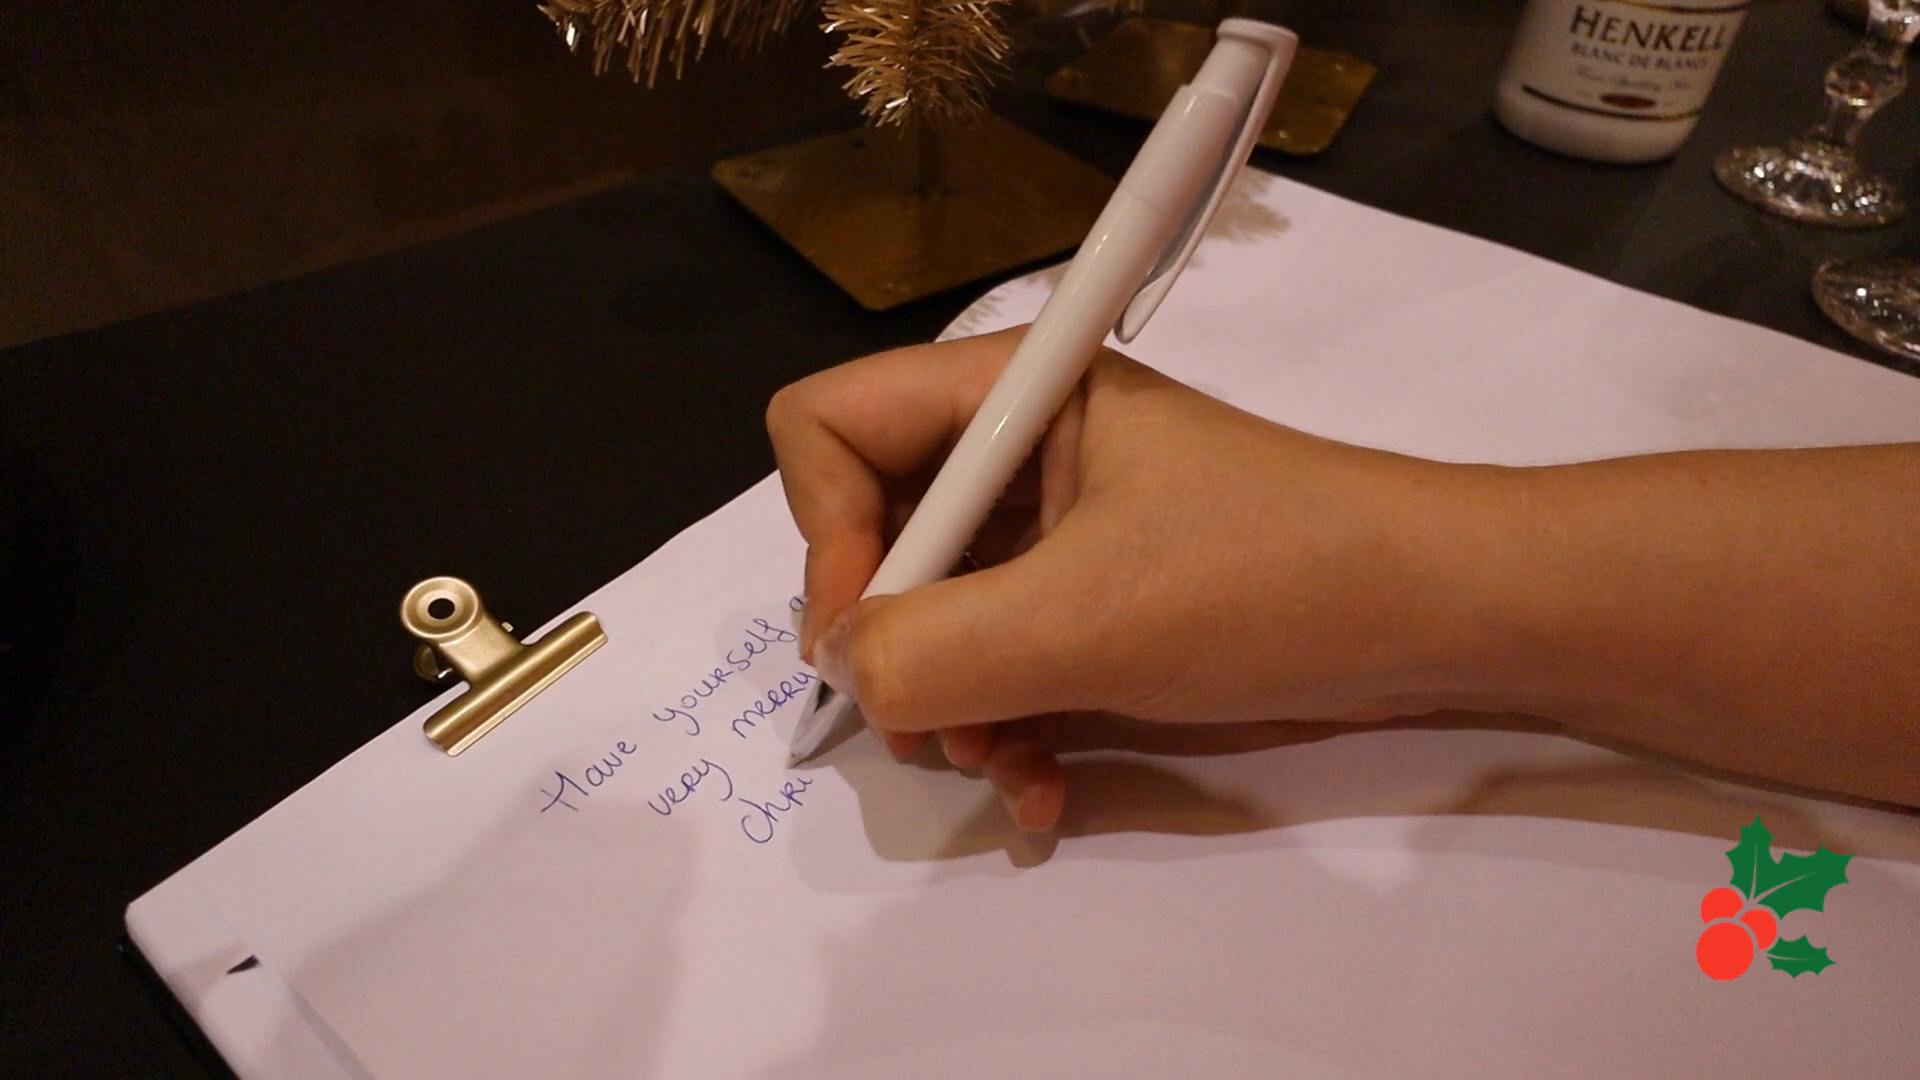 HENKELL
BLANC DE BLANCS
Have yourself a
very merry
chri